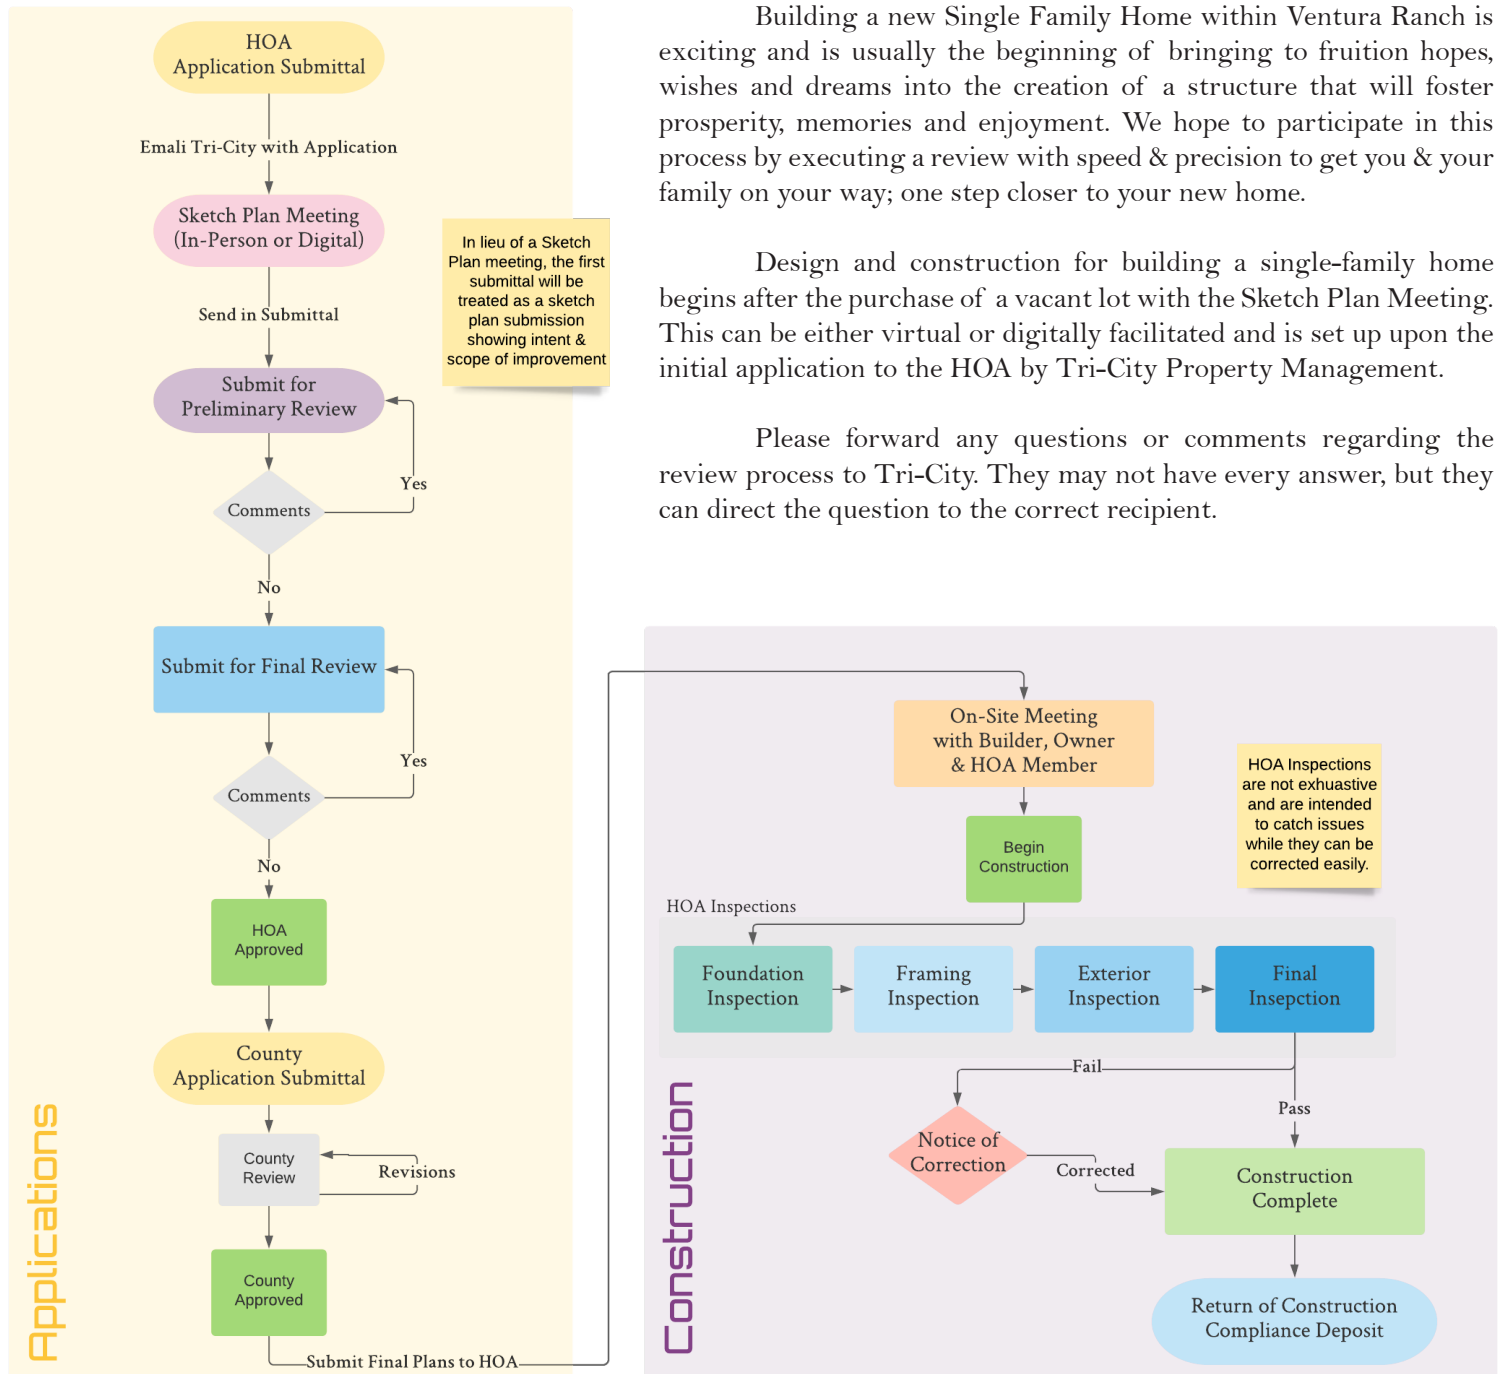 HOA
Application Submittal
Emali Tri-City with Application
Sketch Plan Meeting
(In-Person or Digital)
Send in Submittal
In lieu of a Sketch
Plan meeting, the first
submittal will be
treated as a sketch
plan submission
showing intent &
scope of improvement
Submit for
Preliminary Review
Yes
Comments
No
Submit for Final Review
Yes
Comments
No
HOA
Approved
County
Application Submittal
County
Review
Revisions
County
Approved
Submit Final Plans to HOA
Applications
Building a new Single Family Home within Ventura Ranch is
exciting and is usually the beginning of bringing to fruition hopes,
wishes and dreams into the creation of a structure that will foster
prosperity, memories and enjoyment. We hope to participate in this
process by executing a review with speed & precision to get you & your
family on your way; one step closer to your new home.
Design and construction for building a single-family home
begins after the purchase of a vacant lot with the Sketch Plan Meeting.
This can be either virtual or digitally facilitated and is set up upon the
initial application to the HOA by Tri-City Property Management.
Please forward any questions or comments regarding the
review process to Tri-City. They may not have every answer, but they
can direct the question to the correct recipient.
On-Site Meeting
with Builder, Owner
& HOA Member
HOA Inspections
are not exhuastive
and are intended
to catch issues
while they can be
corrected easily.
Begin
Construction
HOA Inspections
Foundation
Inspection
Framing
Inspection
Exterior
Inspection
Final
Insepction
Fail
Pass
Notice of
Correction
Corrected
Construction
Complete
Return of Construction
Compliance Deposit
Construction